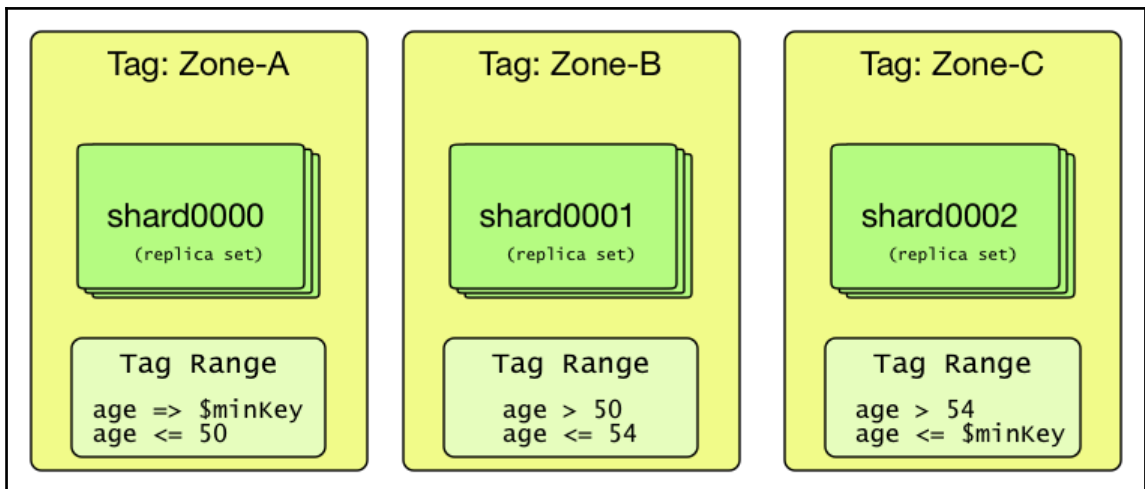 Tag: Zone-A
shard0000
(replica set)
Tag Range
age => $minKey
age <= 50
Tag: Zone-B
shard0001
(replica set)
Tag Range
age > 50
age <= 54
Tag: Zone-C
shard0002
(replica set)
Tag Range
age > 54
age <= $minKey